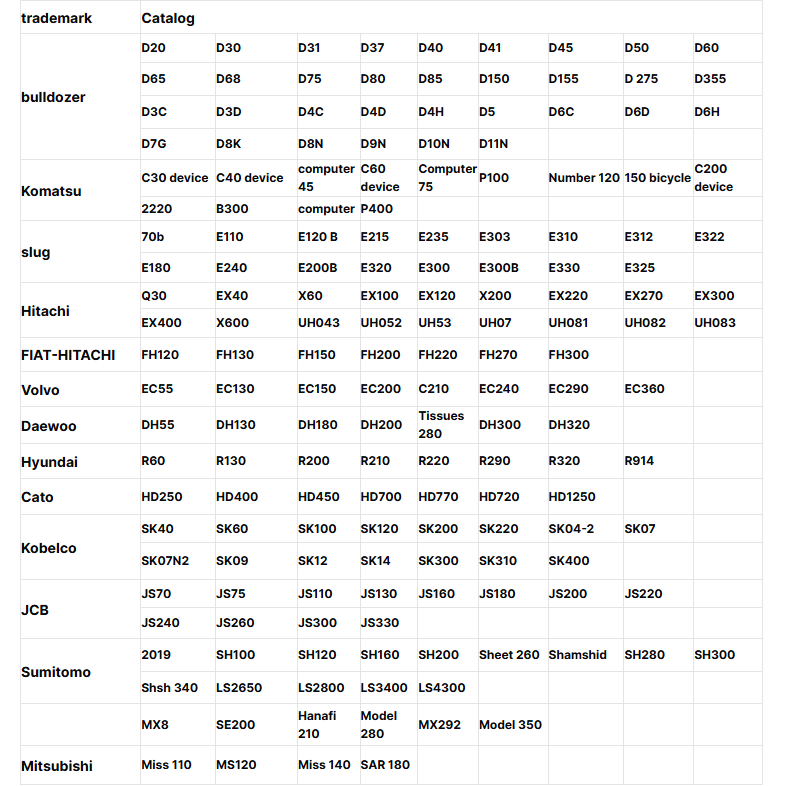 trademark Catalog
D20 D30 D31 D37 D40 D41 D45 D50 D60
D65 D68 D75 D80 D85 D150 D155 D 275 D355
bulldozer
D3C D3D D4C D4D D4H D5 D6C D6D D6H
D7G D8K D8N D9N D10N D11N
C30 device C40 device computer 45 C60 device Computer 75 P100 Number 120 150 bicycle C200 device
Komatsu
2220 B300 computer P400
70b E110 E120 B E215 E235 E303 E310 E312 E322
slug
E180 E240 E200B E320 E300 E300B E330 E325
Q30 EX40 X60 EX100 EX120 X200 EX220 EX270 EX300
Hitachi
EX400 X600 UH043 UH052 UH53 UH07 UH081 UH082 UH083
FIAT-HITACHI FH120 FH130 FH150 FH200 FH220 FH270 FH300
Volvo EC55 EC130 EC150 EC200 C210 EC240 EC290 EC360
Daewoo DH55 DH130 DH180 DH200 Tissues 280 DH300 DH320
Hyundai R60 R130 R200 R210 R220 R290 R320 R914
Cato HD250 HD400 HD450 HD700 HD770 HD720 HD1250
SK40 SK60 SK100 SK120 SK200 SK220 SK04-2 SK07
Kobelco
SK07N2 SK09 SK12 SK14 SK300 SK310 SK400
JS70 JS75 JS110 JS130 JS160 JS180 JS200 JS220
JCB
JS240 JS260 JS300 JS330
2019 SH100 SH120 SH160 SH200 Sheet 260 Shamshid SH280 SH300
Sumitomo
Shsh 340 LS2650 LS2800 LS3400 LS4300
MX8 SE200 Hanafi 210 Model 280 MX292 Model 350
Mitsubishi Miss 110 MS120 Miss 140 SAR 180